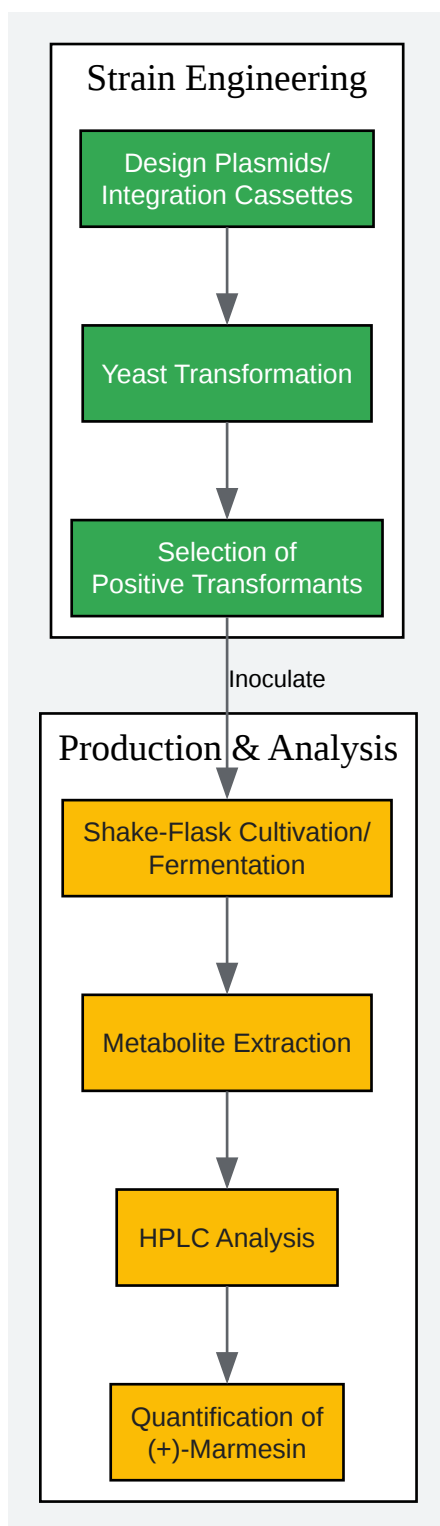 Strain Engineering
Design Plasmids/
Integration Cassettes
Yeast Transformation
Selection of
Positive Transformants
Inoculate
Production & Analysis
Shake-Flask Cultivation/
Fermentation
Metabolite Extraction
HPLC Analysis
Quantification of
(+)-Marmesin